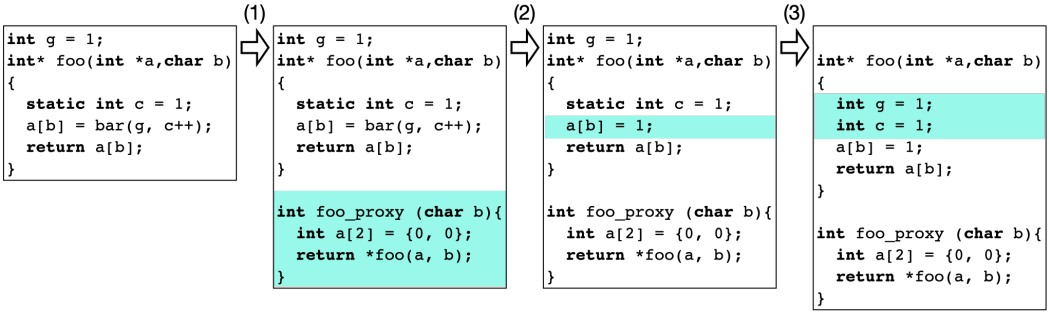 (1)
(2)
(3)
int g = 1;
int* foo(int *a,char b)
{
static int c = 1;
a[b] = bar(g, c++);
return a[b];
}
int g = 1;
int* foo(int *a,char b)
{
static int c = 1;
a[b] = bar(g, c++);
return a[b];
}
int foo_proxy (char b){
int a[2] = {0, 0};
return *foo(a, b);
}
int g = 1;
int* foo(int *a,char b)
{
static int c = 1;
a[b] = 1;
return a[b];
}
int foo_proxy (char b){
int a[2] = {0, 0};
return *foo(a, b);
}
int* foo(int *a,char b)
{
int g = 1;
int c = 1;
a[b] = 1;
return a[b];
}
int foo_proxy (char b){
int a[2] = {0, 0};
return *foo(a, b);
}